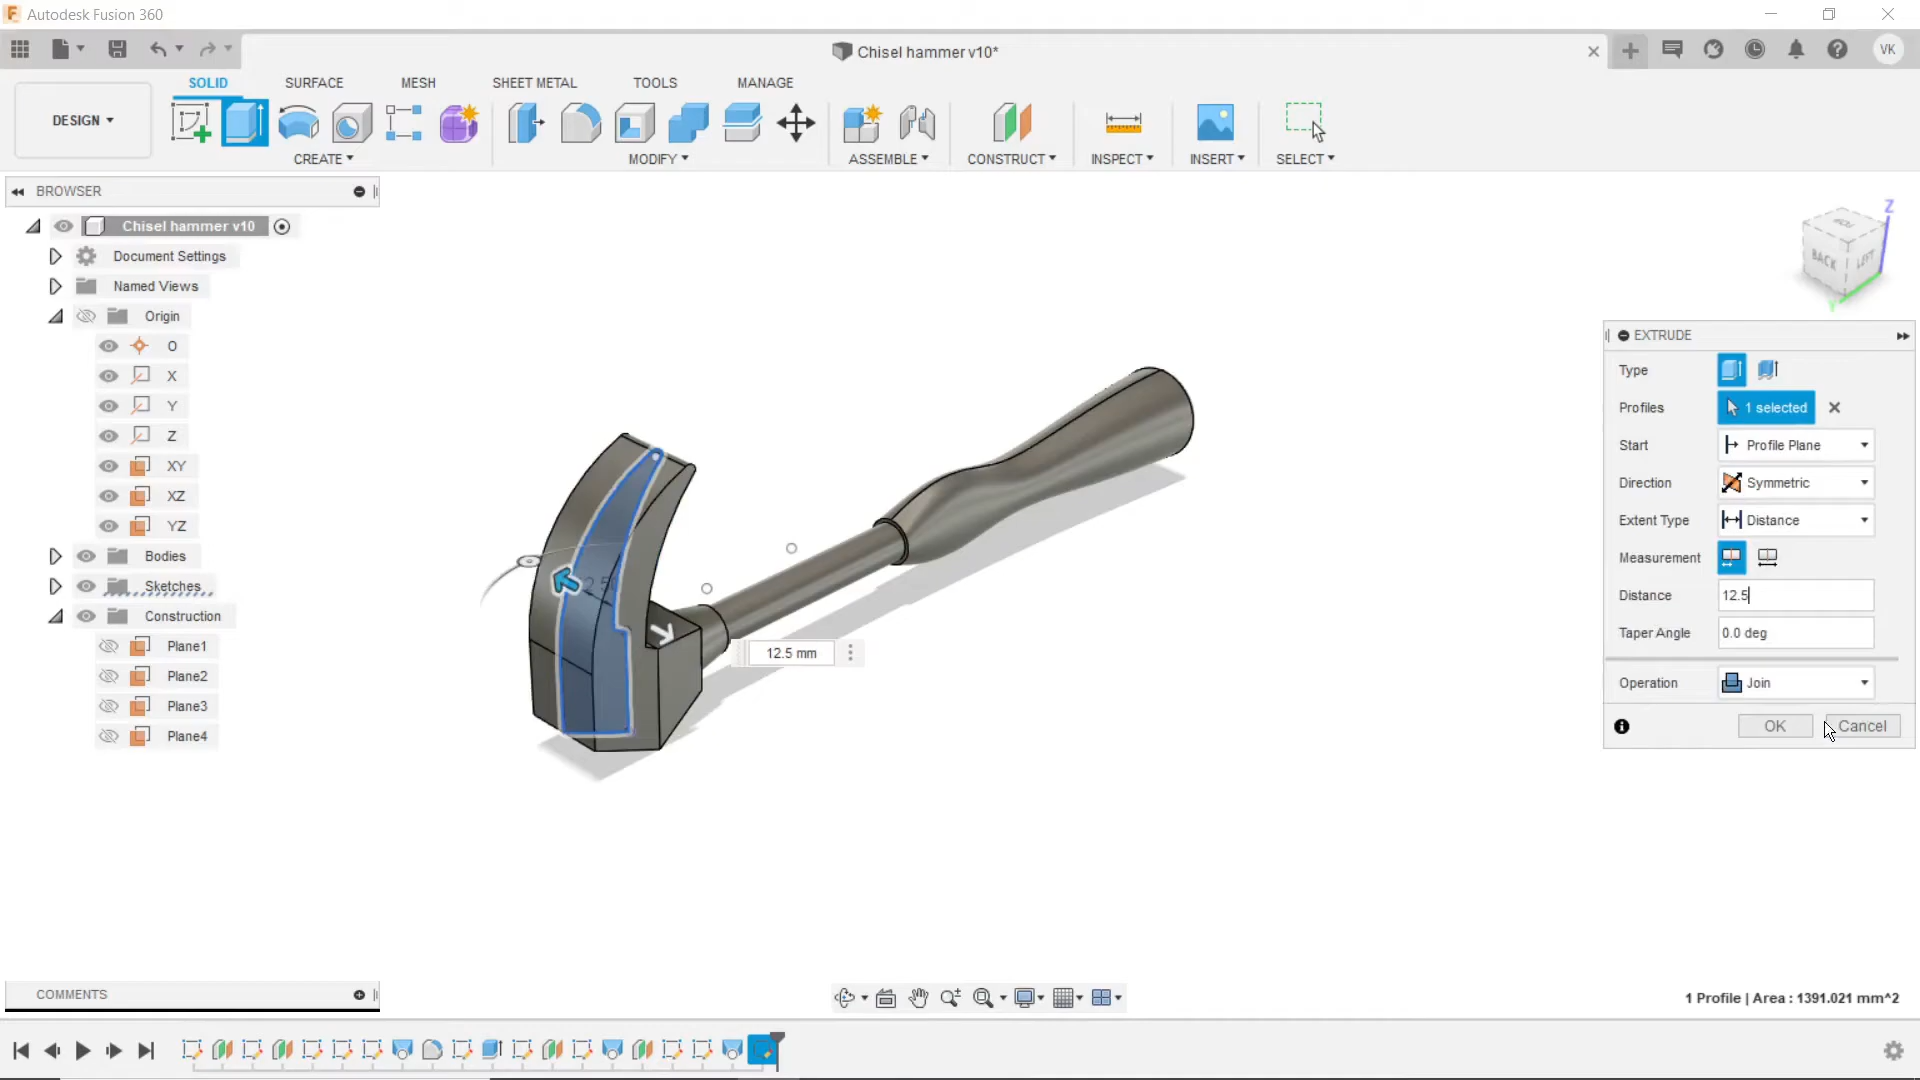 Autodesk Fusion 360
Chisel hammer v10*
VK
DESIGN
SOLID
SURFACE
MESH
SHEET METAL
TOOLS
MANAGE
CREATE
MODIFY
ASSEMBLE
CONSTRUCT
INSPECT
INSERT
SELECT
BROWSER
Chisel hammer v10
Document Settings
Named Views
Origin
O
X
Y
Z
XY
XZ
YZ
Bodies
Sketches
Construction
Plane1
Plane2
Plane3
Plane4
Z
BACK
LEFT
Y
12.5 mm
EXTRUDE
Type
Profiles 1 selected
Start Profile Plane
Direction Symmetric
Extent Type Distance
Measurement
Distance 12.5
Taper Angle 0.0 deg
Operation Join
OK Cancel
COMMENTS
1 Profile | Area : 1391.021 mm^2